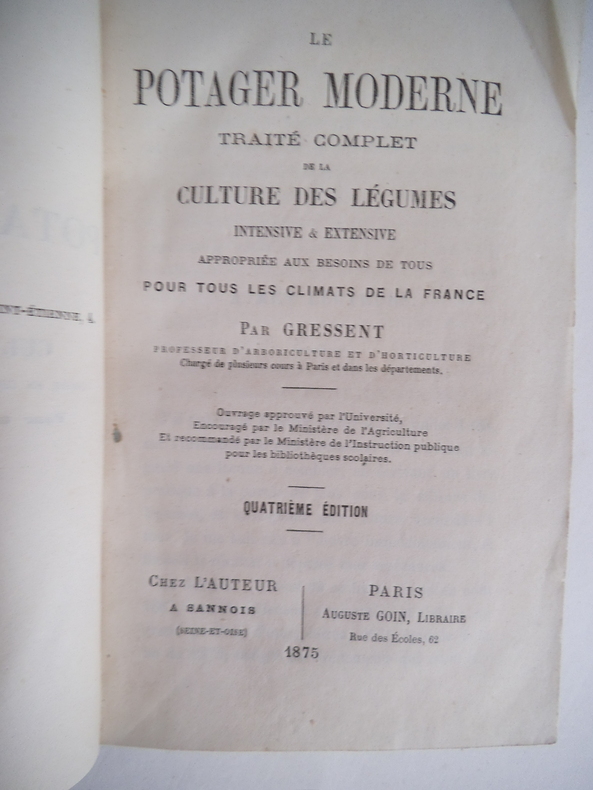 LE
POTAGER MODERNE
TRAITÉ COMPLET
DE LA
CULTURE DES LÉGUMES
INTENSIVE & EXTENSIVE
APPROPRIÉE AUX BESOINS DE TOUS
POUR TOUS LES CLIMATS DE LA FRANCE
PAR GRESSENT
PROFESSEUR D'ARBORICULTURE ET D'HORTICULTURE
Chargé de plusieurs cours à Paris et dans les départements.
Ouvrage approuvé par l'Université,
Encouragé par le Ministère de l'Agriculture
Et recommandé par le Ministère de l'Instruction publique
pour les bibliothèques scolaires.
QUATRIÈME ÉDITION
CHEZ L'AUTEUR
A SANNOIS
(SEINE-ET-OISE)
PARIS
AUGUSTE GOIN, LIBRAIRE
Rue des Écoles, 62
1875
NT-ÉTIENNE, 4.